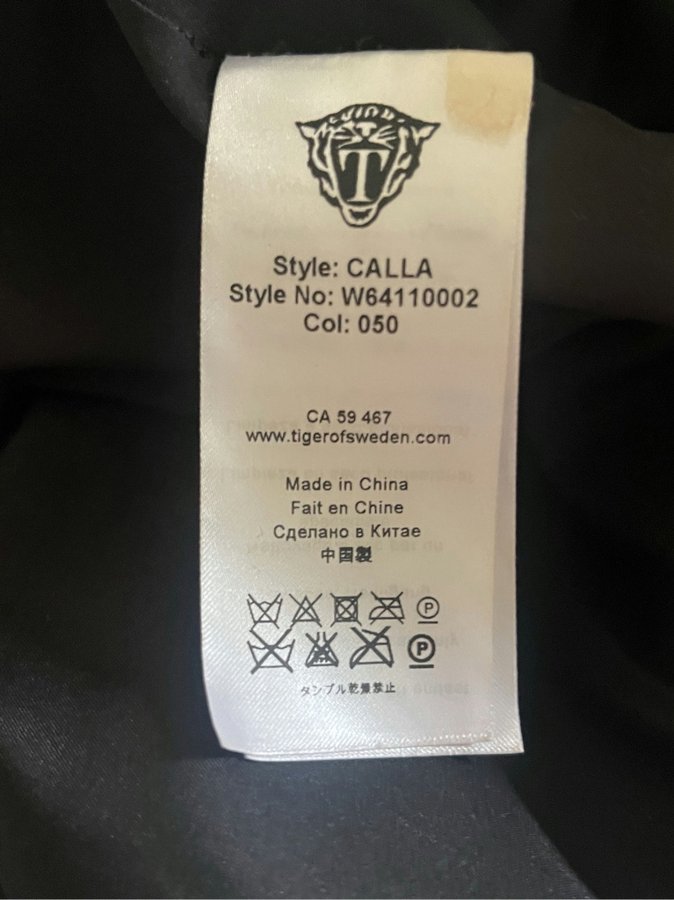 T
Style: CALLA
Style No: W64110002
Col: 050
CA 59 467
www.tigerofsweden.com
Made in China
Fait en Chine
Сделано в Китае
中国製
P
P
タンブル乾燥禁止